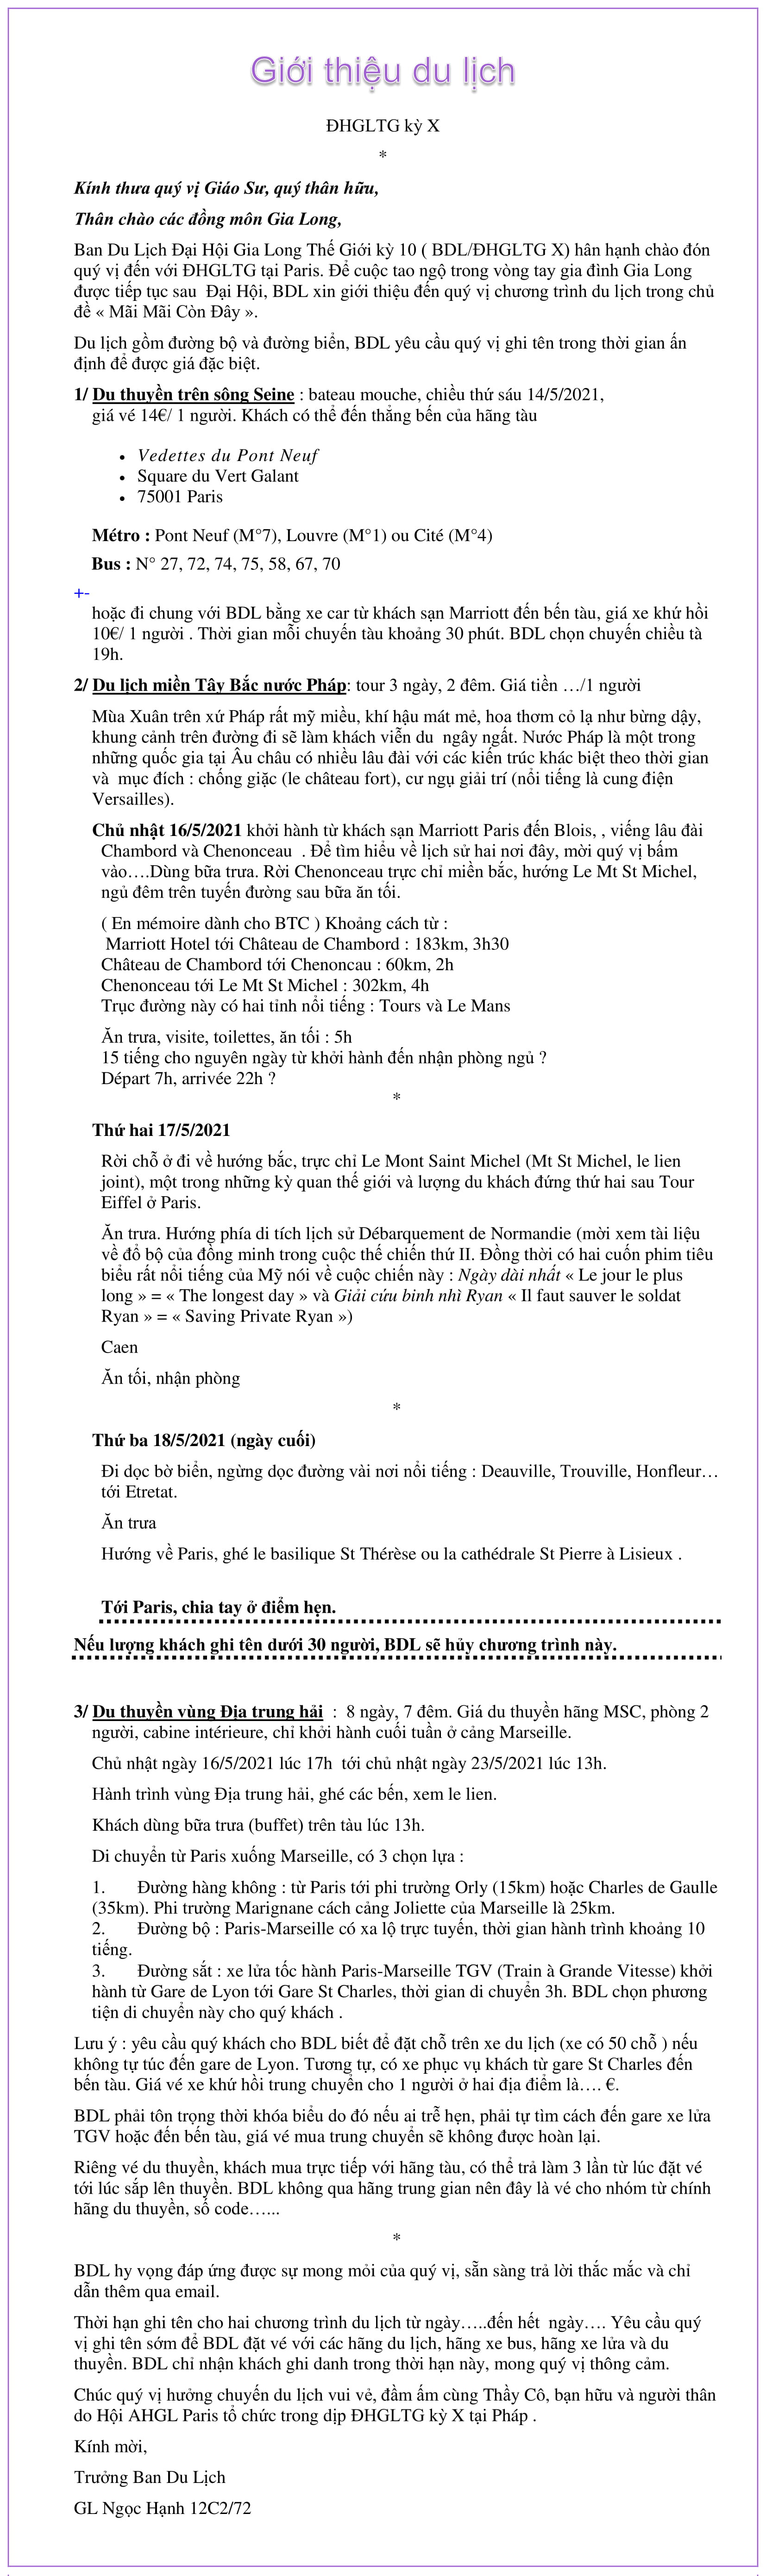 Giới thiệu du lịch
ĐHGLTG kỳ X
*
Kính thưa quý vị Giáo Sư, quý thân hữu,
Thân chào các đồng môn Gia Long,
Ban Du Lịch Đại Hội Gia Long Thế Giới kỳ 10 ( BDL/ĐHGLTG X) hân hạnh chào đón
quý vị đến với ĐHGLTG tại Paris. Để cuộc tao ngộ trong vòng tay gia đình Gia Long
được tiếp tục sau  Đại Hội, BDL xin giới thiệu đến quý vị chương trình du lịch trong chủ
đề « Mãi Mãi Còn Đây ».
Du lịch gồm đường bộ và đường biển, BDL yêu cầu quý vị ghi tên trong thời gian ấn
định để được giá đặc biệt.
1/ Du thuyền trên sông Seine : bateau mouche, chiều thứ sáu 14/5/2021,
giá vé 14€/ 1 người. Khách có thể đến thẳng bến của hãng tàu
• Vedettes du Pont Neuf
• Square du Vert Galant
• 75001 Paris
Métro : Pont Neuf (M°7), Louvre (M°1) ou Cité (M°4)
Bus : N° 27, 72, 74, 75, 58, 67, 70
+-
hoặc đi chung với BDL bằng xe car từ khách sạn Marriott đến bến tàu, giá xe khứ hồi
10€/ 1 người . Thời gian mỗi chuyến tàu khoảng 30 phút. BDL chọn chuyến chiều tà
19h.
2/ Du lịch miền Tây Bắc nước Pháp: tour 3 ngày, 2 đêm. Giá tiền …/1 người
Mùa Xuân trên xứ Pháp rất mỹ miều, khí hậu mát mẻ, hoa thơm cỏ lạ như bừng dậy,
khung cảnh trên đường đi sẽ làm khách viễn du  ngây ngất. Nước Pháp là một trong
những quốc gia tại Âu châu có nhiều lâu đài với các kiến trúc khác biệt theo thời gian
và  mục đích : chống giặc (le château fort), cư ngụ giải trí (nổi tiếng là cung điện
Versailles).
Chủ nhật 16/5/2021 khởi hành từ khách sạn Marriott Paris đến Blois, , viếng lâu đài
Chambord và Chenonceau  . Để tìm hiểu về lịch sử hai nơi đây, mời quý vị bấm
vào….Dùng bữa trưa. Rời Chenonceau trực chỉ miền bắc, hướng Le Mt St Michel,
ngủ đêm trên tuyến đường sau bữa ăn tối.
( En mémoire dành cho BTC ) Khoảng cách từ :
Marriott Hotel tới Château de Chambord : 183km, 3h30
Château de Chambord tới Chenoncau : 60km, 2h
Chenonceau tới Le Mt St Michel : 302km, 4h
Trục đường này có hai tỉnh nổi tiếng : Tours và Le Mans
Ăn trưa, visite, toilettes, ăn tối : 5h
15 tiếng cho nguyên ngày từ khởi hành đến nhận phòng ngủ ?
Départ 7h, arrivée 22h ?
*
Thứ hai 17/5/2021
Rời chỗ ở đi về hướng bắc, trực chỉ Le Mont Saint Michel (Mt St Michel, le lien
joint), một trong những kỳ quan thế giới và lượng du khách đứng thứ hai sau Tour
Eiffel ở Paris.
Ăn trưa. Hướng phía di tích lịch sử Débarquement de Normandie (mời xem tài liệu
về đổ bộ của đồng minh trong cuộc thế chiến thứ II. Đồng thời có hai cuốn phim tiêu
biểu rất nổi tiếng của Mỹ nói về cuộc chiến này : Ngày dài nhất « Le jour le plus
long » = « The longest day » và Giải cứu binh nhì Ryan « Il faut sauver le soldat
Ryan » = « Saving Private Ryan »)
Caen
Ăn tối, nhận phòng
*
Thứ ba 18/5/2021 (ngày cuối)
Đi dọc bờ biển, ngừng dọc đường vài nơi nổi tiếng : Deauville, Trouville, Honfleur…
tới Etretat.
Ăn trưa
Hướng về Paris, ghé le basilique St Thérèse ou la cathédrale St Pierre à Lisieux .
Tới Paris, chia tay ở điểm hẹn.
Nếu lượng khách ghi tên dưới 30 người, BDL sẽ hủy chương trình này.
3/ Du thuyền vùng Địa trung hải  :  8 ngày, 7 đêm. Giá du thuyền hãng MSC, phòng 2
người, cabine intérieure, chỉ khởi hành cuối tuần ở cảng Marseille.
Chủ nhật ngày 16/5/2021 lúc 17h  tới chủ nhật ngày 23/5/2021 lúc 13h.
Hành trình vùng Địa trung hải, ghé các bến, xem le lien.
Khách dùng bữa trưa (buffet) trên tàu lúc 13h.
Di chuyển từ Paris xuống Marseille, có 3 chọn lựa :
1. Đường hàng không : từ Paris tới phi trường Orly (15km) hoặc Charles de Gaulle
(35km). Phi trường Marignane cách cảng Joliette của Marseille là 25km.
2. Đường bộ : Paris-Marseille có xa lộ trực tuyến, thời gian hành trình khoảng 10
tiếng.
3. Đường sắt : xe lửa tốc hành Paris-Marseille TGV (Train à Grande Vitesse) khởi
hành từ Gare de Lyon tới Gare St Charles, thời gian di chuyển 3h. BDL chọn phương
tiện di chuyển này cho quý khách .
Lưu ý : yêu cầu quý khách cho BDL biết để đặt chỗ trên xe du lịch (xe có 50 chỗ ) nếu
không tự túc đến gare de Lyon. Tương tự, có xe phục vụ khách từ gare St Charles đến
bến tàu. Giá vé xe khứ hồi trung chuyển cho 1 người ở hai địa điểm là…. €.
BDL phải tôn trọng thời khóa biểu do đó nếu ai trễ hẹn, phải tự tìm cách đến gare xe lửa
TGV hoặc đến bến tàu, giá vé mua trung chuyển sẽ không được hoàn lại.
Riêng vé du thuyền, khách mua trực tiếp với hãng tàu, có thể trả làm 3 lần từ lúc đặt vé
tới lúc sắp lên thuyền. BDL không qua hãng trung gian nên đây là vé cho nhóm từ chính
hãng du thuyền, số code…...
*
BDL hy vọng đáp ứng được sự mong mỏi của quý vị, sẵn sàng trả lời thắc mắc và chỉ
dẫn thêm qua email.
Thời hạn ghi tên cho hai chương trình du lịch từ ngày…..đến hết  ngày…. Yêu cầu quý
vị ghi tên sớm để BDL đặt vé với các hãng du lịch, hãng xe bus, hãng xe lửa và du
thuyền. BDL chỉ nhận khách ghi danh trong thời hạn này, mong quý vị thông cảm.
Chúc quý vị hưởng chuyến du lịch vui vẻ, đầm ấm cùng Thầy Cô, bạn hữu và người thân
do Hội AHGL Paris tổ chức trong dịp ĐHGLTG kỳ X tại Pháp .
Kính mời,
Trưởng Ban Du Lịch
GL Ngọc Hạnh 12C2/72